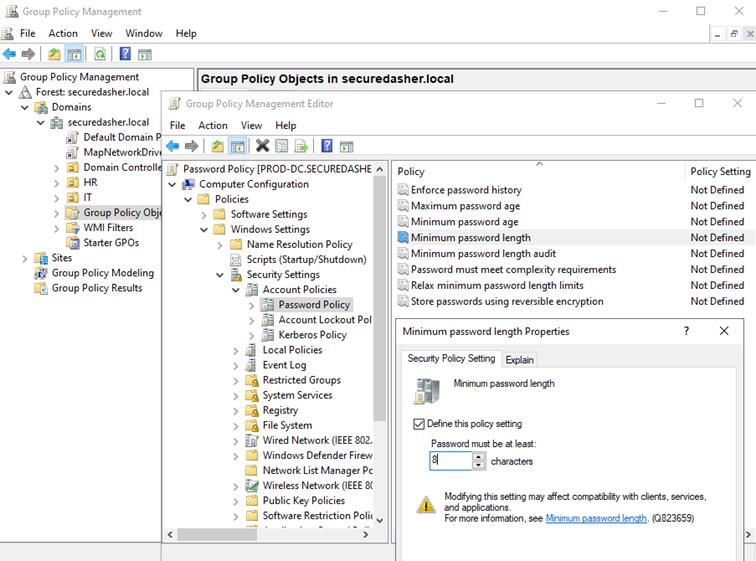 Group Policy Management
File Action View Window Help
Group Policy Management
Forest: securedasher.local
Domains
securedasher.local
Default Domain P
MapNetworkDrive
Domain Controlle
HR
IT
Group Policy Obje
WMI Filters
Starter GPOs
Sites
Group Policy Modeling
Group Policy Results
Group Policy Objects in securedasher.local
Group Policy Management Editor
File Action View Help
Password Policy [PROD-DC.SECUREDASHE
Computer Configuration
Policies
Software Settings
Windows Settings
Name Resolution Policy
Scripts (Startup/Shutdown)
Security Settings
Account Policies
Password Policy
Account Lockout Pol
Kerberos Policy
Local Policies
Event Log
Restricted Groups
System Services
Registry
File System
Wired Network (IEEE 802.
Windows Defender Firew
Network List Manager Po
Wireless Network (IEEE 80
Public Key Policies
Software Restriction Polic
Policy Policy Setting
Enforce password history Not Defined
Maximum password age Not Defined
Minimum password age Not Defined
Minimum password length Not Defined
Minimum password length audit Not Defined
Password must meet complexity requirements Not Defined
Relax minimum password length limits Not Defined
Store passwords using reversible encryption Not Defined
Minimum password length Properties ?
Security Policy Setting Explain
Minimum password length
Define this policy setting
Password must be at least:
8 characters
Modifying this setting may affect compatibility with clients, services,
and applications.
For more information, see Minimum password length. (Q823659)